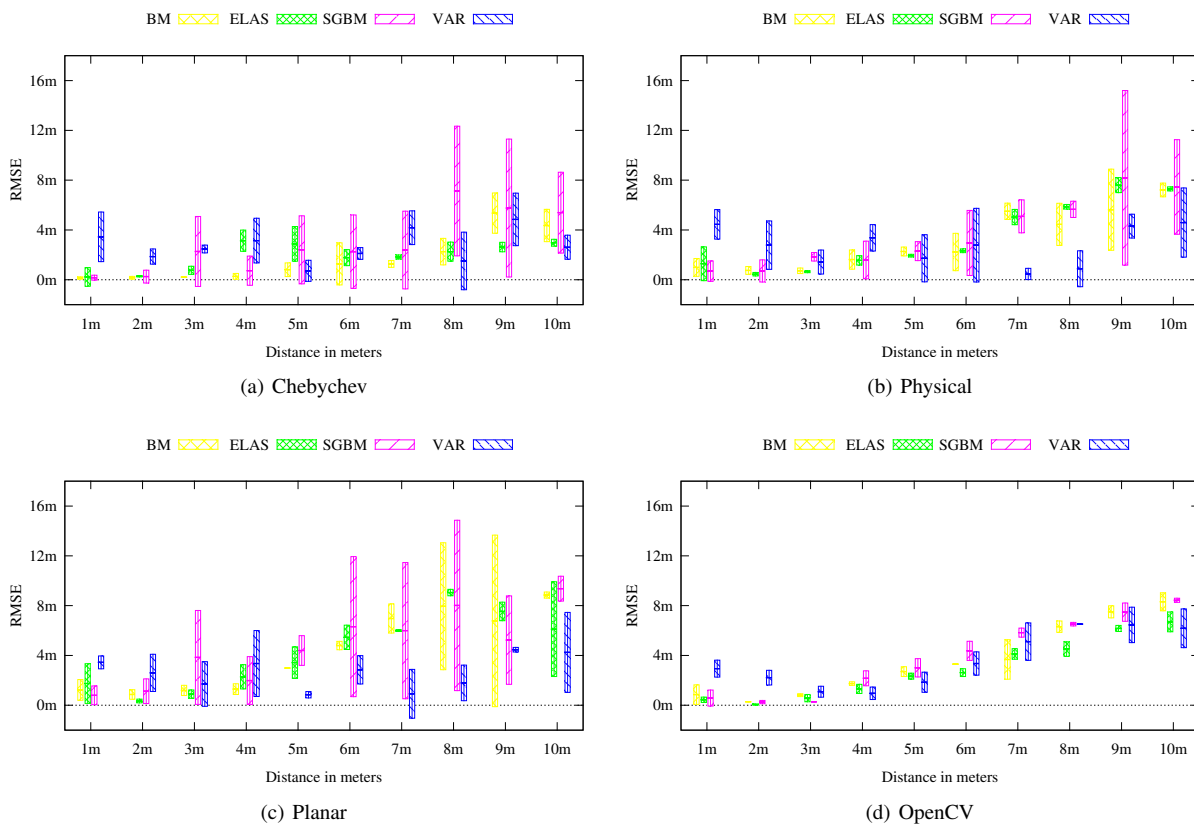 BM ELAS SGBM VAR
BM ELAS SGBM VAR
16m
12m
8m
4m
0m
RMSE
1m 2m 3m 4m 5m 6m 7m 8m 9m 10m
Distance in meters
(a) Chebychev
16m
12m
8m
4m
0m
RMSE
1m 2m 3m 4m 5m 6m 7m 8m 9m 10m
Distance in meters
(b) Physical
BM ELAS SGBM VAR
BM ELAS SGBM VAR
16m
12m
8m
4m
0m
RMSE
1m 2m 3m 4m 5m 6m 7m 8m 9m 10m
Distance in meters
(c) Planar
16m
12m
8m
4m
0m
RMSE
1m 2m 3m 4m 5m 6m 7m 8m 9m 10m
Distance in meters
(d) OpenCV